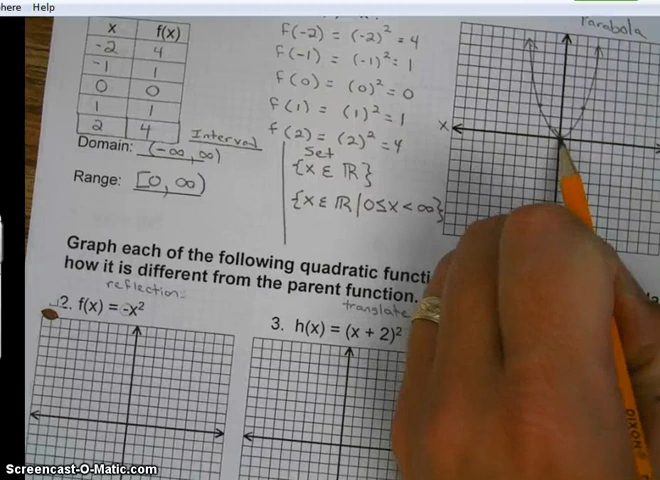 here Help
Parabola
x f(x)
-2 4
-1 1
0 0
1 1
2 4
f(-2) = (-2)² = 4
f(-1) = (-1)² = 1
f(0) = (0)² = 0
f(1) = (1)² = 1
f(2) = (2)² = 4
X
Interval
Domain: (-∞, ∞)
Range: [0, ∞)
Set
{x ε ℝ}
{x ε ℝ | 0 ≤ x < ∞}
Graph each of the following quadratic functi
how it is different from the parent function.
reflection:
translate
2. f(x) = -x²
3. h(x) = (x + 2)²
DIXON
Screencast-O-Matic.com